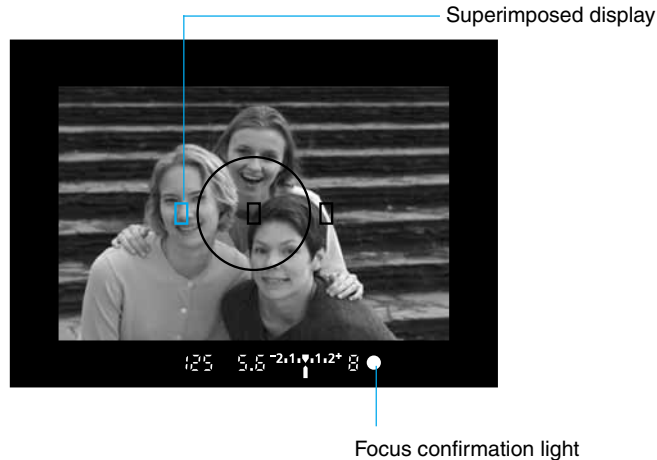 Superimposed display
125 5.6 -2.1.▼.1.2+ 8
Focus confirmation light